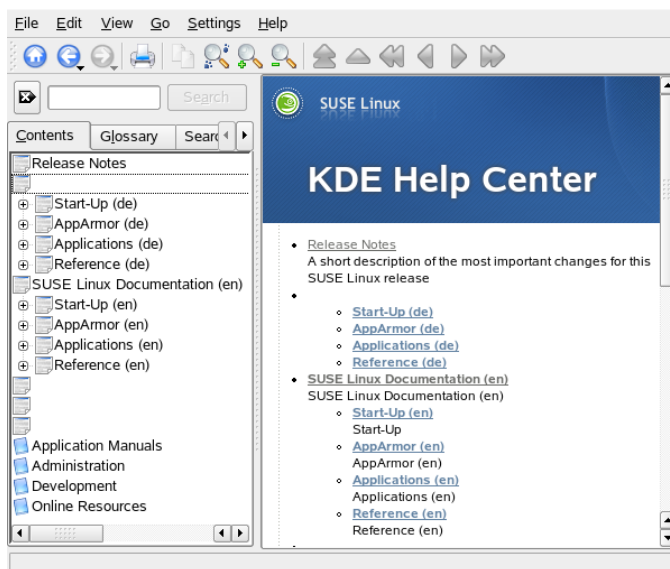 File Edit View Go Settings Help
Search
Contents Glossary Searc
Release Notes
Start-Up (de)
AppArmor (de)
Applications (de)
Reference (de)
SUSE Linux Documentation (en)
Start-Up (en)
AppArmor (en)
Applications (en)
Reference (en)
Application Manuals
Administration
Development
Online Resources
SUSE Linux
KDE Help Center
Release Notes
A short description of the most important changes for this
SUSE Linux release
Start-Up (de)
AppArmor (de)
Applications (de)
Reference (de)
SUSE Linux Documentation (en)
SUSE Linux Documentation (en)
Start-Up (en)
Start-Up
AppArmor (en)
AppArmor (en)
Applications (en)
Applications (en)
Reference (en)
Reference (en)